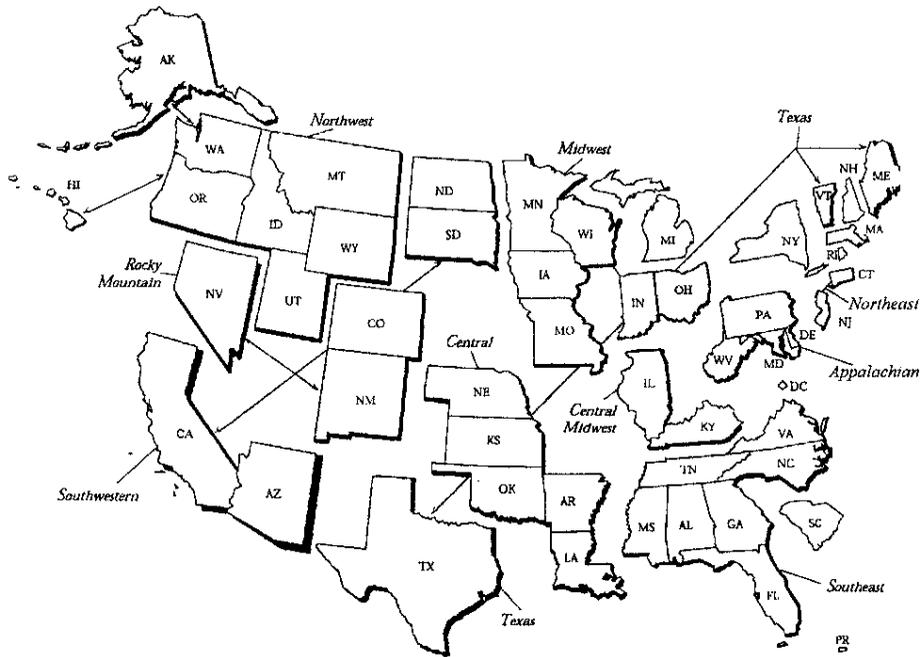 AK
Northwest
Texas
WA
Midwest
NH
ME
HI
MT
ND
MN
VT
OR
ID
SD
WI
MI
NY
MA
WY
RI
Rocky
Mountain
NV
UT
IA
IN
OH
CT
CO
MO
PA
Northeast
NJ
DE
Central
WV
MD
Appalachian
NE
IL
DC
NM
Central
Midwest
CA
KS
KY
VA
TN
NC
Southwestern
AZ
OK
AR
MS
AL
GA
SC
TX
LA
Southeast
FL
Texas
PR